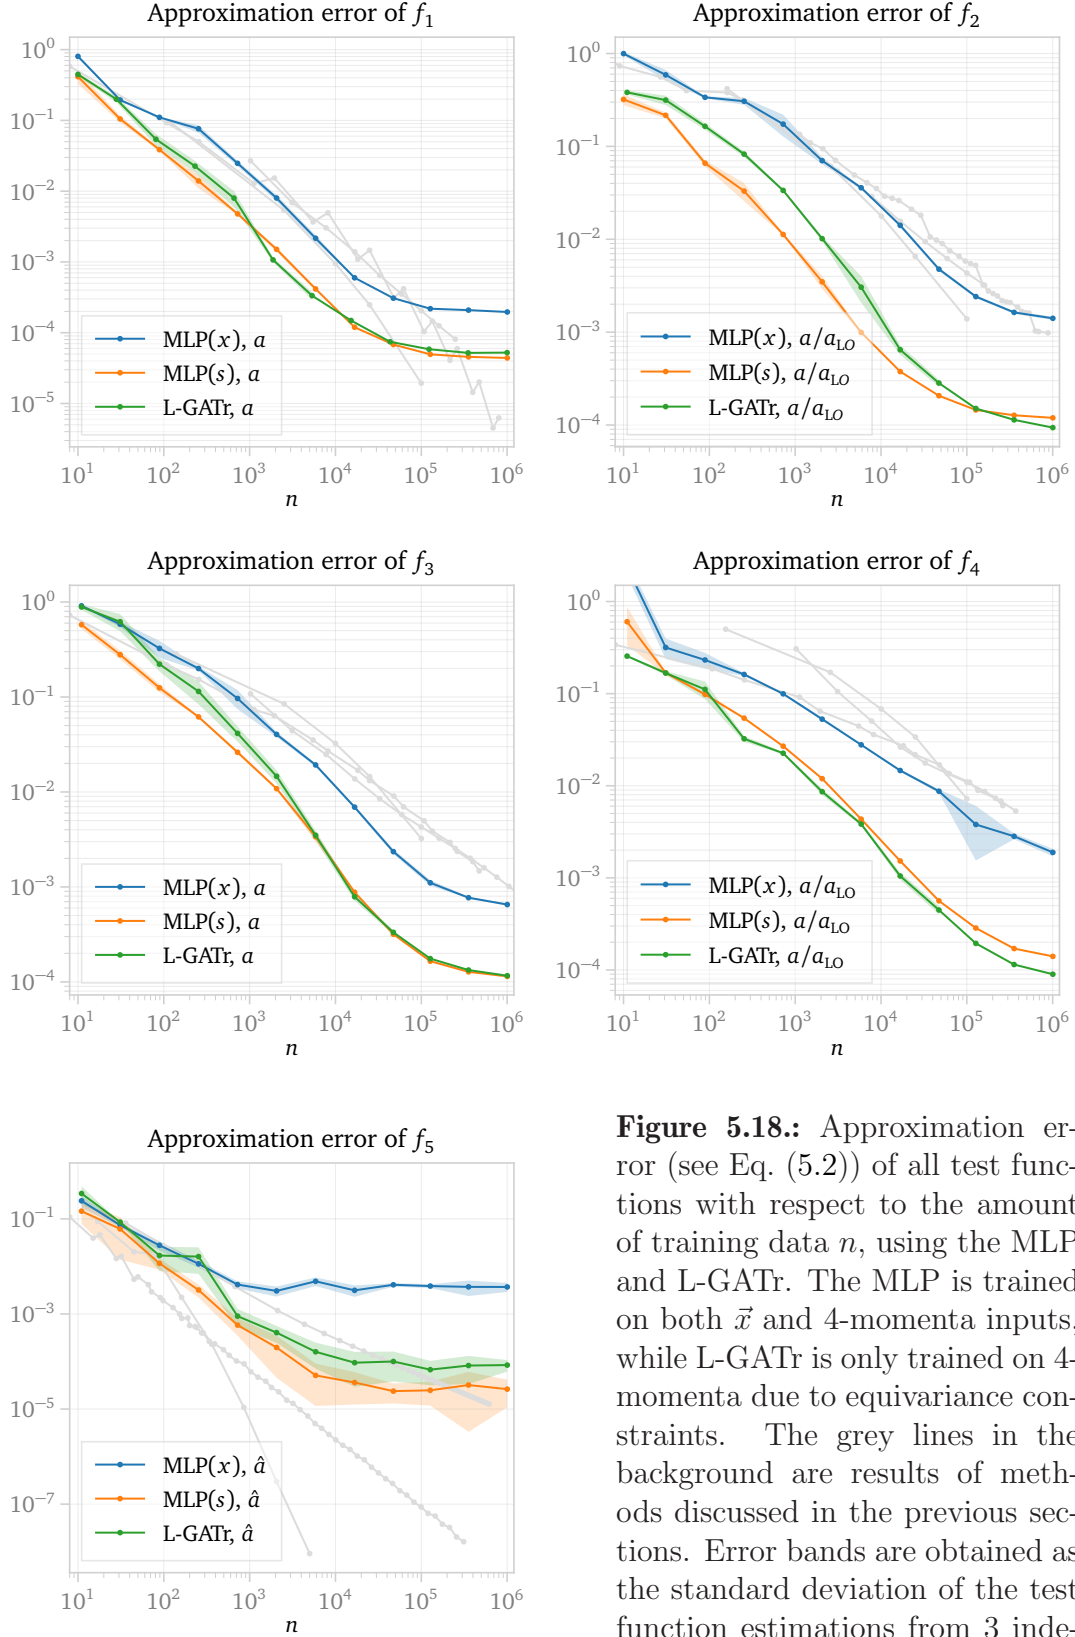 Approximation error of f1
10^0
10^-1
10^-2
10^-3
10^-4
10^-5
MLP(x), a
MLP(s), a
L-GATr, a
10^1 10^2 10^3 10^4 10^5 10^6
n
Approximation error of f2
10^0
10^-1
10^-2
10^-3
10^-4
MLP(x), a/a_LO
MLP(s), a/a_LO
L-GATr, a/a_LO
10^1 10^2 10^3 10^4 10^5 10^6
n
Approximation error of f3
10^0
10^-1
10^-2
10^-3
10^-4
MLP(x), a
MLP(s), a
L-GATr, a
10^1 10^2 10^3 10^4 10^5 10^6
n
Approximation error of f4
10^0
10^-1
10^-2
10^-3
10^-4
MLP(x), a/a_LO
MLP(s), a/a_LO
L-GATr, a/a_LO
10^1 10^2 10^3 10^4 10^5 10^6
n
Approximation error of f5
10^-1
10^-3
10^-5
10^-7
MLP(x), â
MLP(s), â
L-GATr, â
10^1 10^2 10^3 10^4 10^5 10^6
n
Figure 5.18.: Approximation er-
ror (see Eq. (5.2)) of all test func-
tions with respect to the amount
of training data n, using the MLP
and L-GATr. The MLP is trained
on both x⃗ and 4-momenta inputs,
while L-GATr is only trained on 4-
momenta due to equivariance con-
straints. The grey lines in the
background are results of meth-
ods discussed in the previous sec-
tions. Error bands are obtained as
the standard deviation of the test
function estimations from 3 inde-